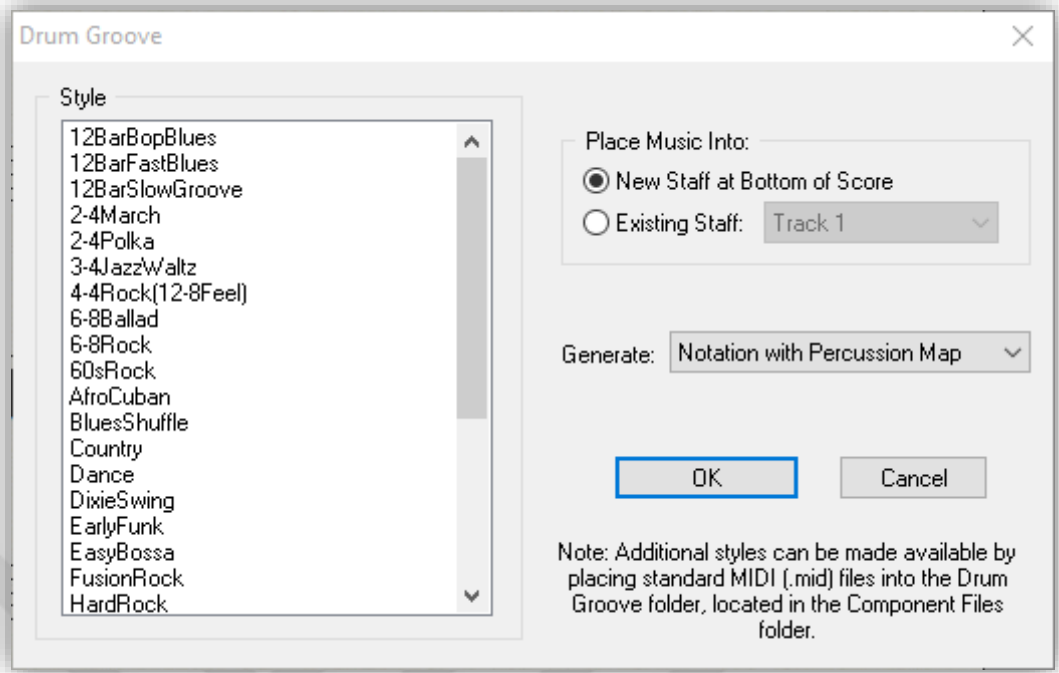 Drum Groove
Style
12BarBopBlues
12BarFastBlues
12BarSlowGroove
2-4March
2-4Polka
3-4JazzWaltz
4-4Rock(12-8Feel)
6-8Ballad
6-8Rock
60sRock
AfroCuban
BluesShuffle
Country
Dance
DixieSwing
EarlyFunk
EasyBossa
FusionRock
HardRock
Place Music Into:
New Staff at Bottom of Score
Existing Staff: Track 1
Generate: Notation with Percussion Map
OK Cancel
Note: Additional styles can be made available by
placing standard MIDI (.mid) files into the Drum
Groove folder, located in the Component Files
folder.